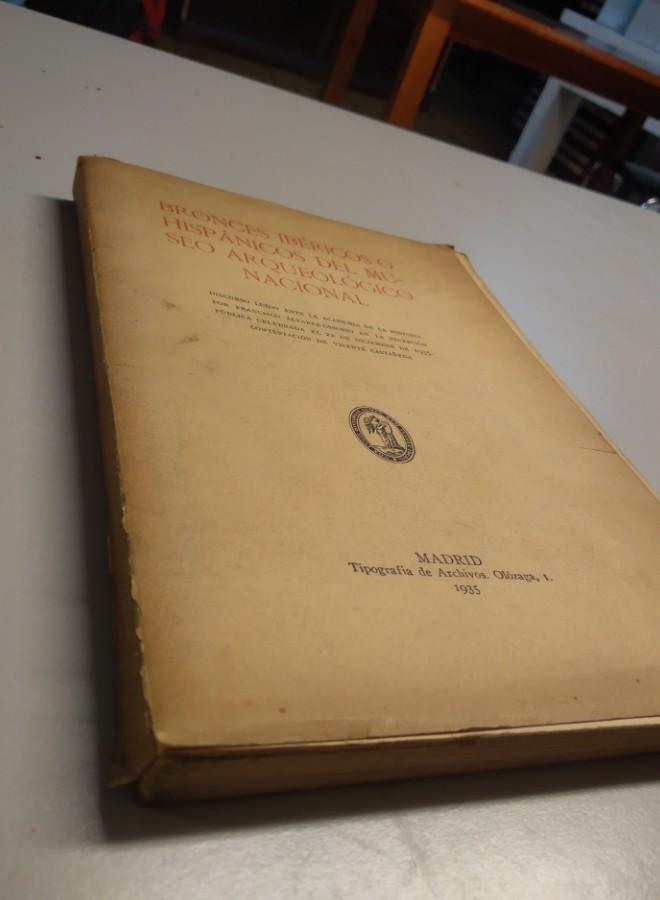 BRONCES IBÉRICOS O
HISPÁNICOS DEL MU-
SEO ARQUEOLÓGICO
NACIONAL
DISCURSO LEÍDO ANTE LA ACADEMIA DE LA HISTORIA
POR FRANCISCO ÁLVAREZ-OSSORIO EN LA RECEPCIÓN
PÚBLICA CELEBRADA EL 22 DE DICIEMBRE DE 1935.
CONTESTACIÓN DE VICENTE CASTAÑEDA
MADRID
Tipografía de Archivos. Olózaga, 1.
1935